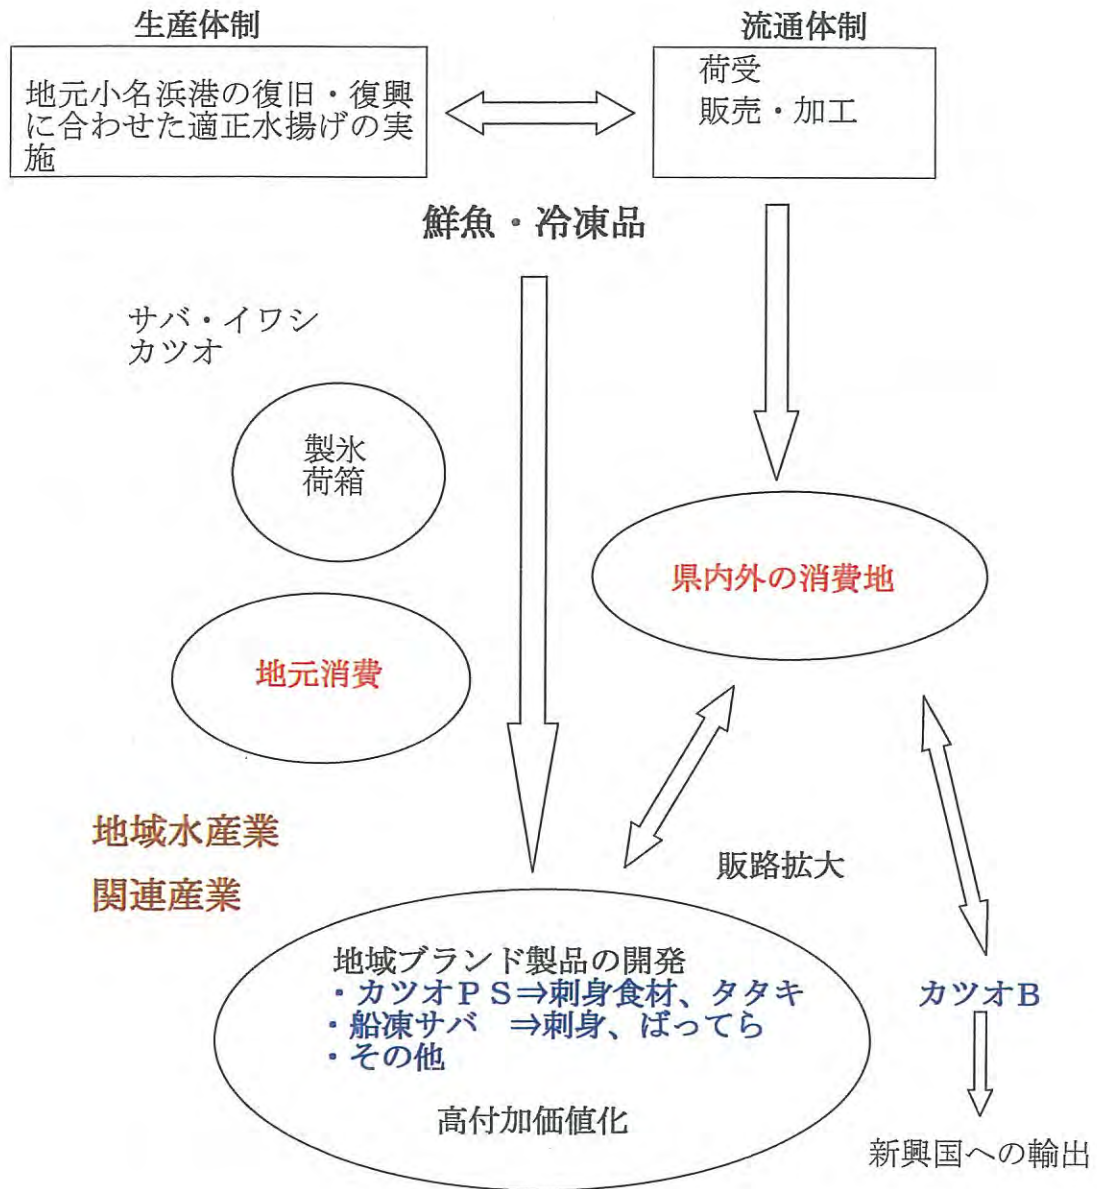 生産体制
流通体制
地元小名浜港の復旧・復興
に合わせた適正水揚げの実
施
荷受
販売・加工
鮮魚・冷凍品
サバ・イワシ
カツオ
製氷
荷箱
県内外の消費地
地元消費
地域水産業
関連産業
販路拡大
地域ブランド製品の開発
・カツオPS⇒刺身食材、タタキ
・船凍サバ ⇒刺身、ばってら
・その他
高付加価値化
カツオB
新興国への輸出